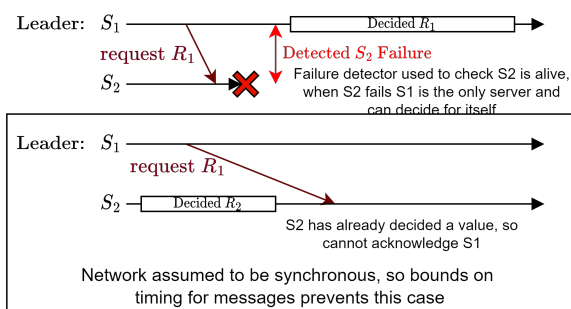 Leader: S₁ Decided R₁
request R₁ Detected S₂ Failure
S₂
Failure detector used to check S2 is alive,
when S2 fails S1 is the only server and
can decide for itself
Leader: S₁
request R₁
S₂ Decided R₂
S2 has already decided a value, so
cannot acknowledge S1
Network assumed to be synchronous, so bounds on
timing for messages prevents this case